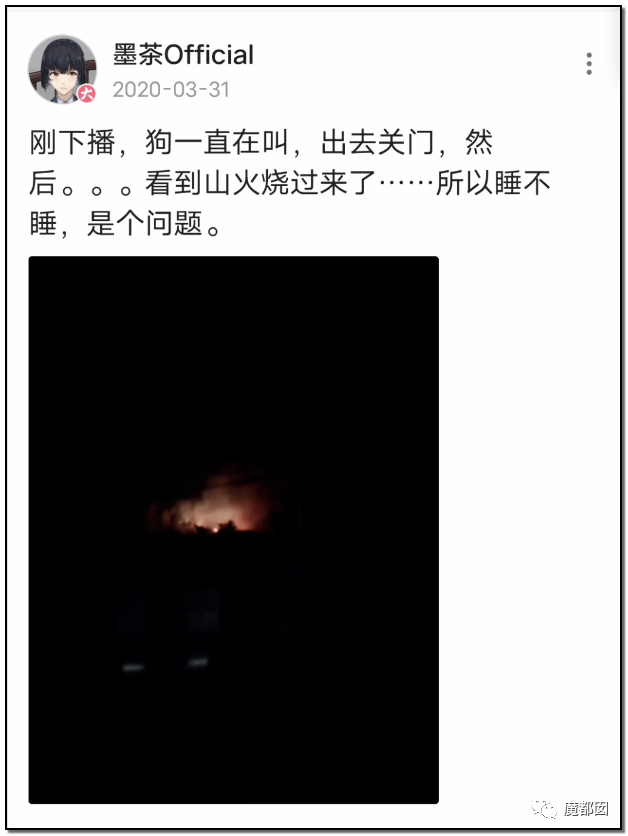 墨茶Official
2020-03-31
刚下播，狗一直在叫，出去关门，然
后。。。看到山火烧过来了……所以睡不
睡，是个问题。
大
魔都囡